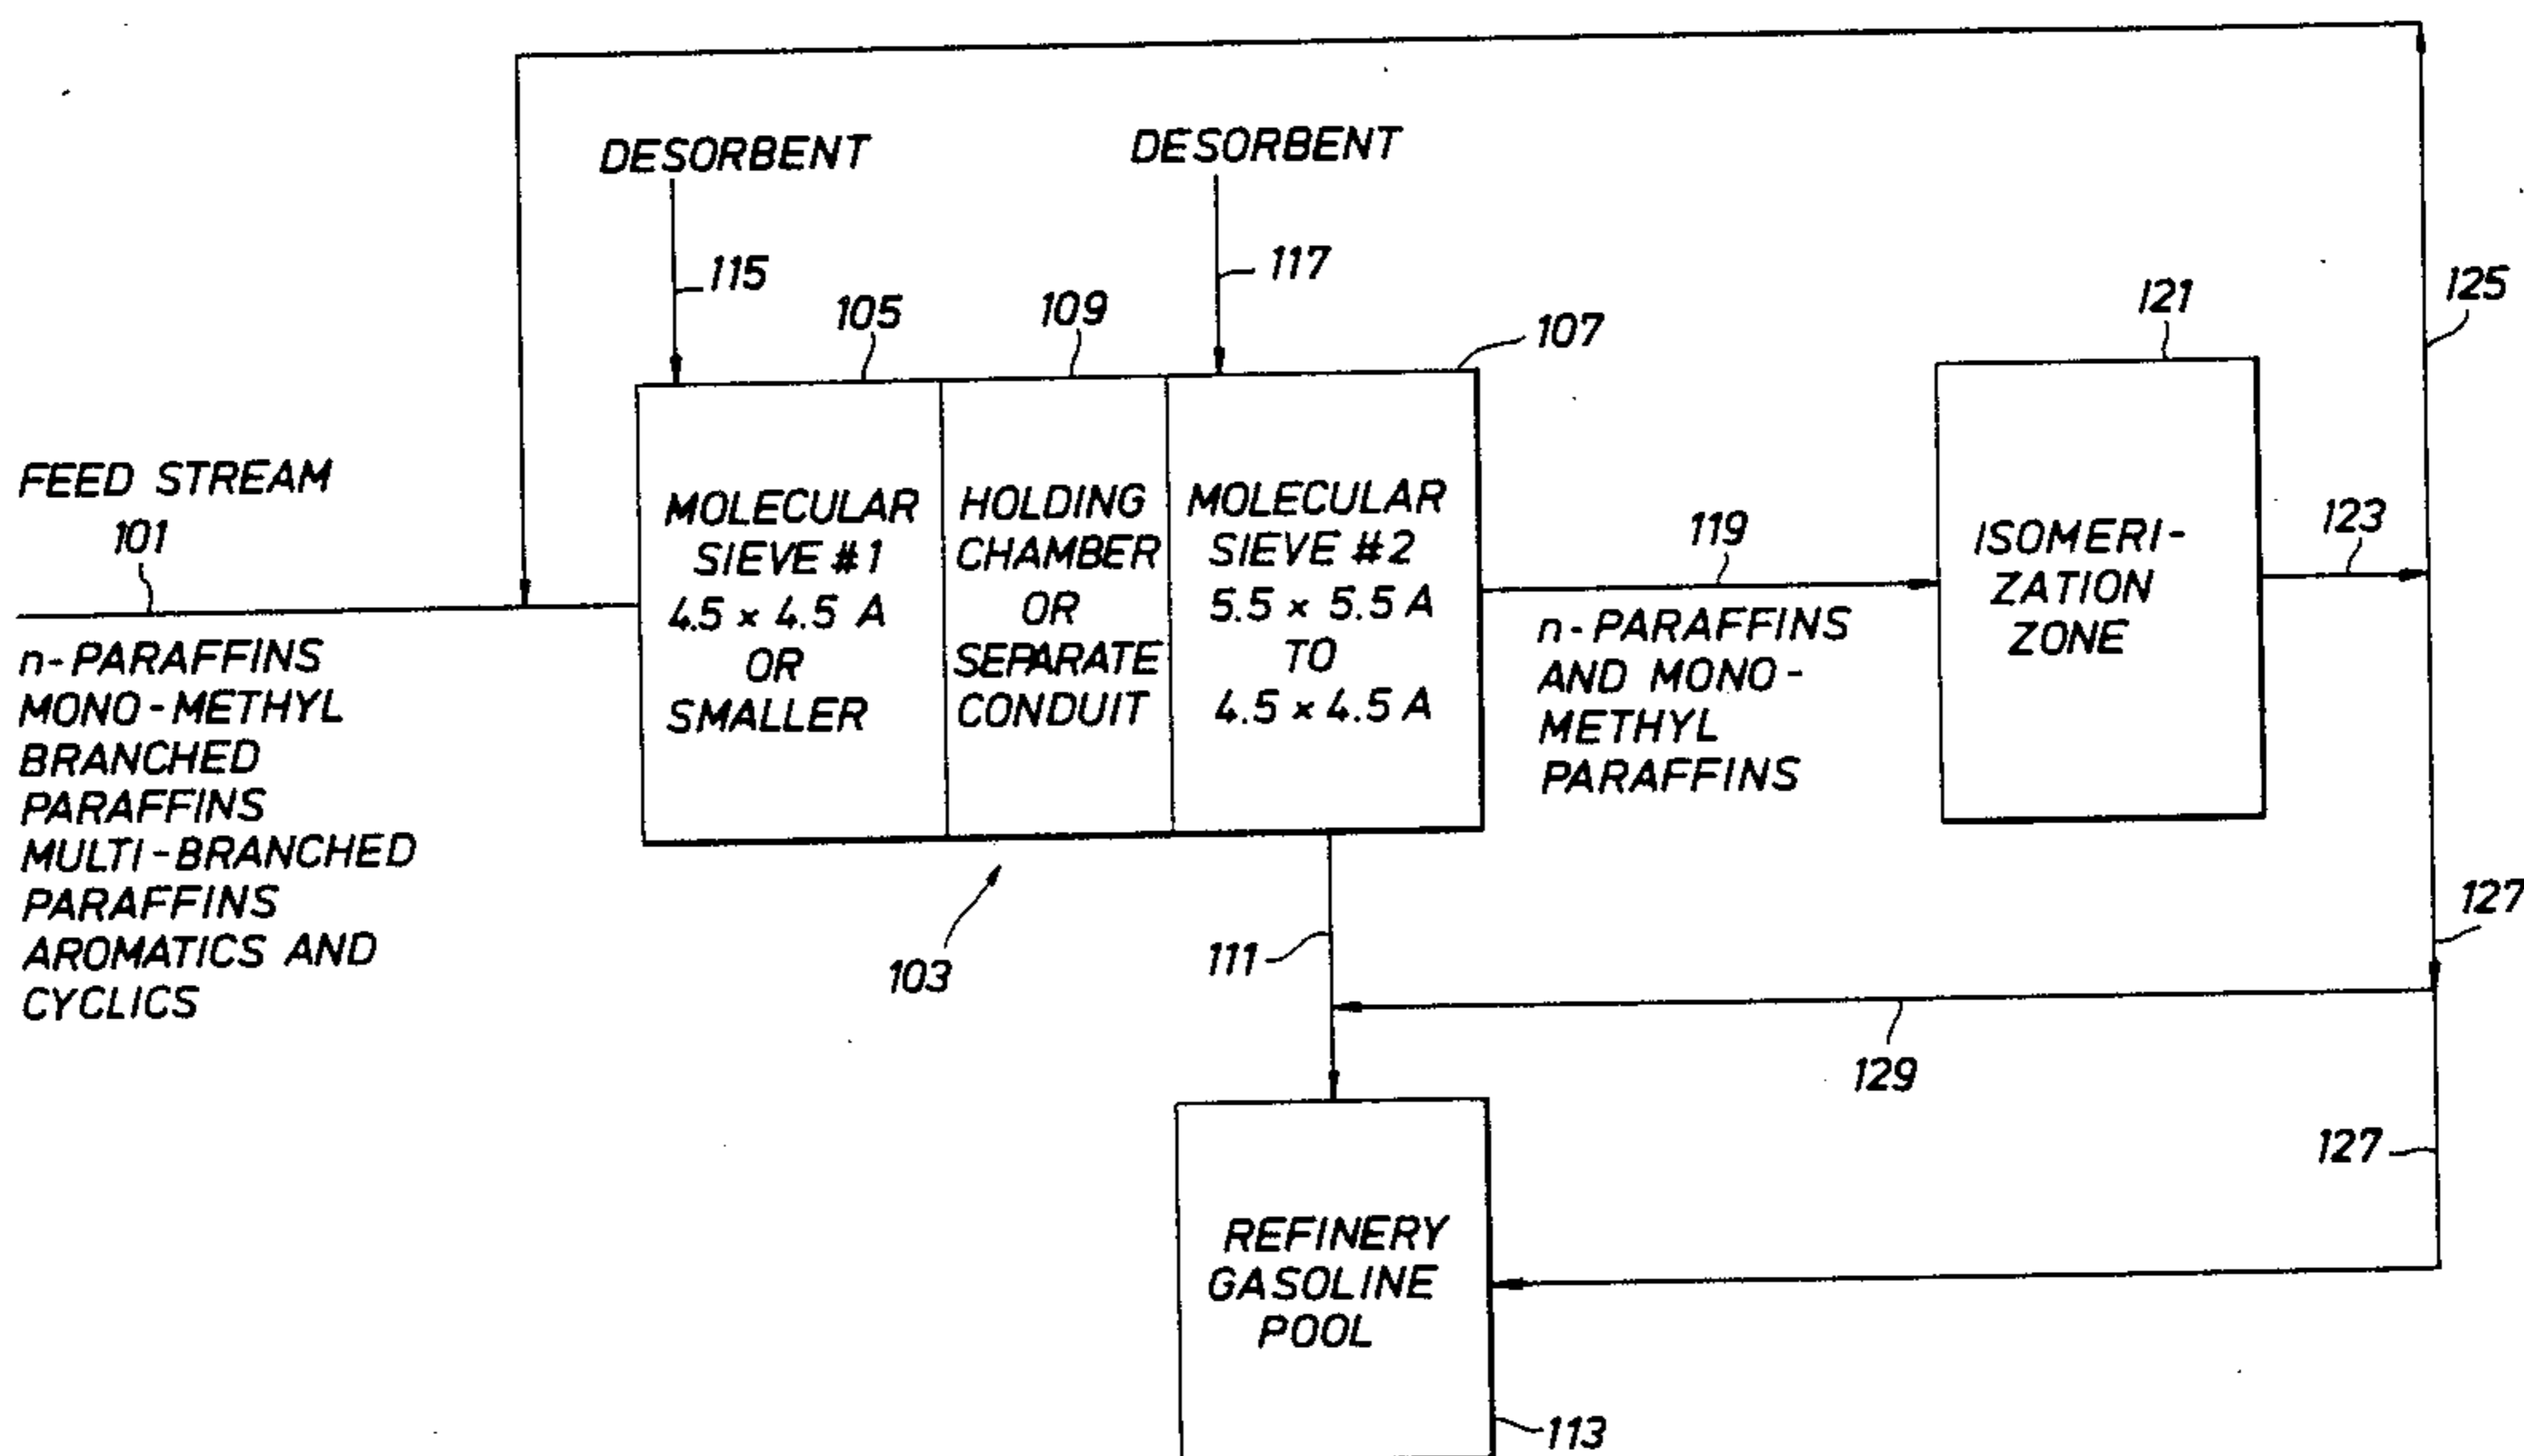 DESORBENT
DESORBENT
115
117
105
109
107
121
125
FEED STREAM
101
n-PARAFFINS
MONO-METHYL
BRANCHED
PARAFFINS
MULTI-BRANCHED
PARAFFINS
AROMATICS AND
CYCLICS
MOLECULAR
SIEVE #1
4.5 × 4.5 A
OR
SMALLER
HOLDING
CHAMBER
OR
SEPARATE
CONDUIT
MOLECULAR
SIEVE #2
5.5 × 5.5 A
TO
4.5 × 4.5 A
119
n-PARAFFINS
AND MONO-
METHYL
PARAFFINS
ISOMERI-
ZATION
ZONE
123
103
111
127
129
127
REFINERY
GASOLINE
POOL
113